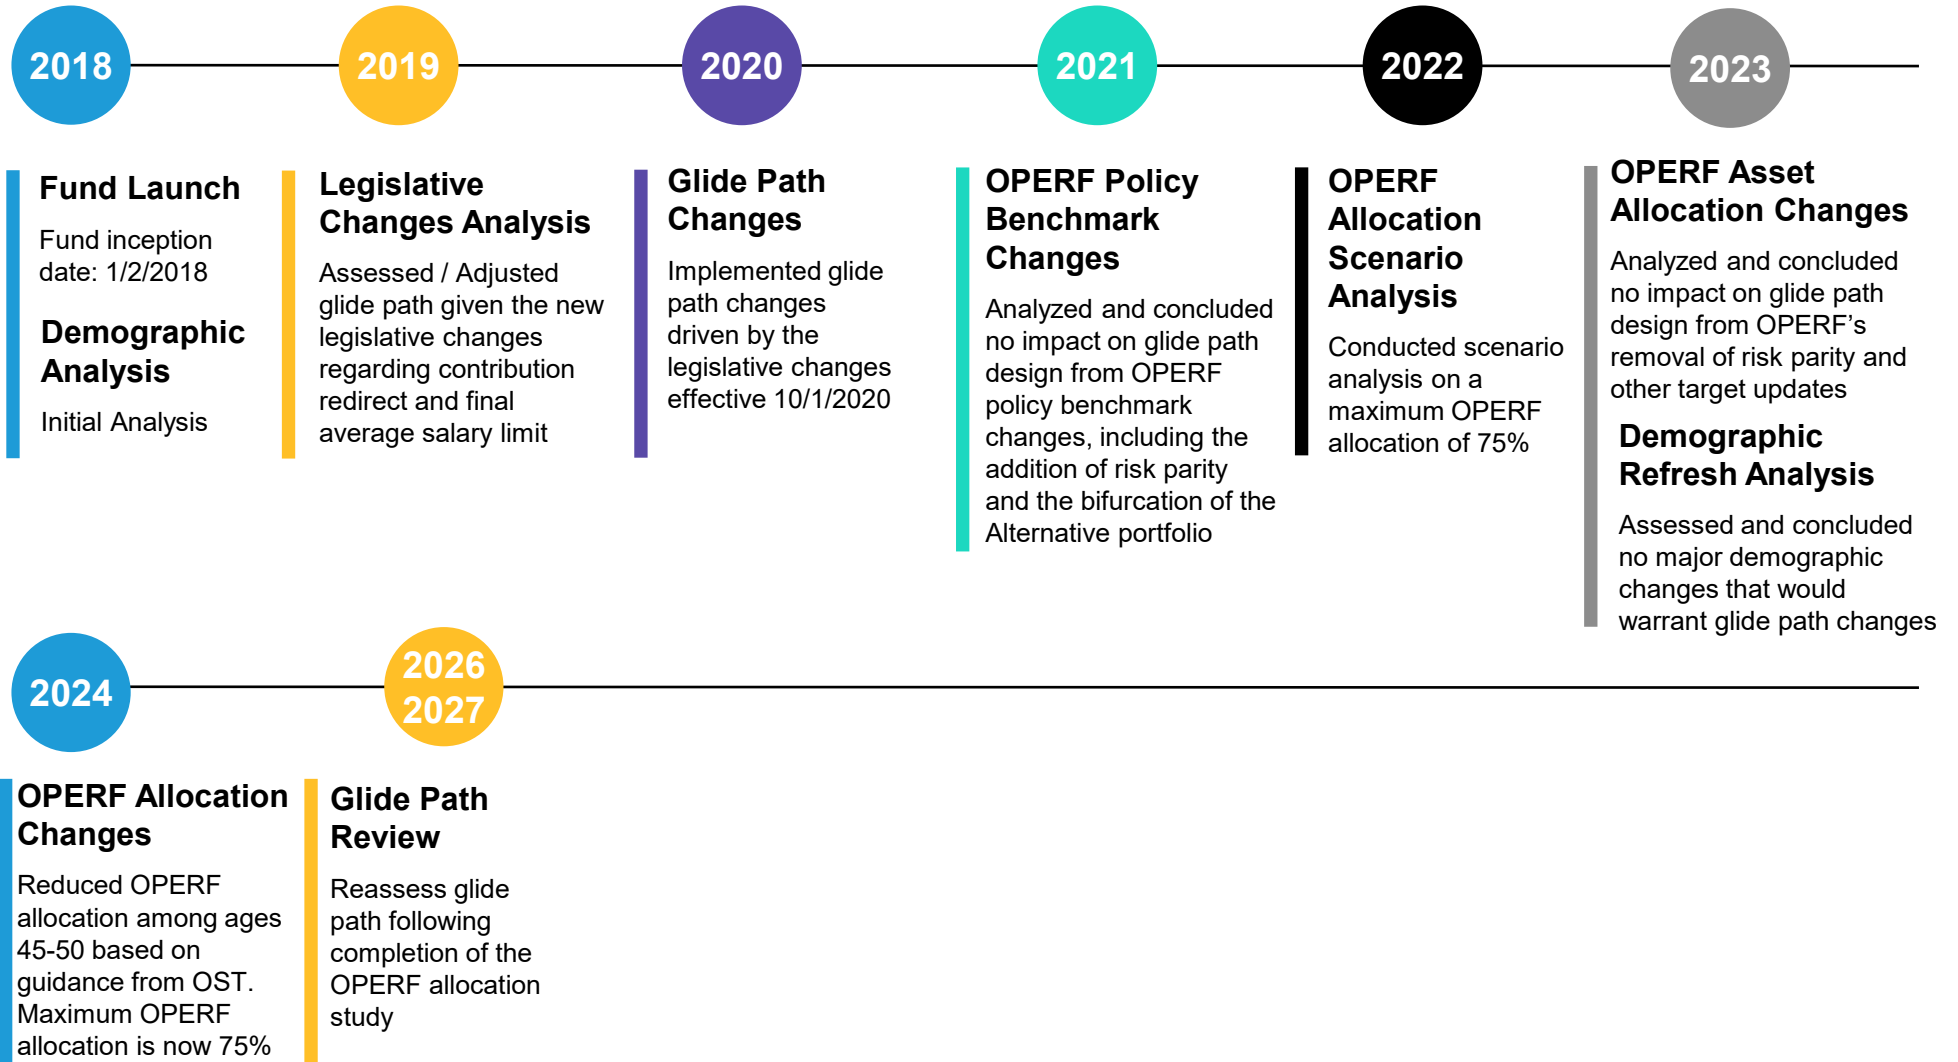 2018
2019
2020
2021
2022
2023
Fund Launch
Fund inception
date: 1/2/2018
Demographic
Analysis
Initial Analysis
Legislative
Changes Analysis
Assessed / Adjusted
glide path given the new
legislative changes
regarding contribution
redirect and final
average salary limit
Glide Path
Changes
Implemented glide
path changes
driven by the
legislative changes
effective 10/1/2020
OPERF Policy
Benchmark
Changes
Analyzed and concluded
no impact on glide path
design from OPERF
policy benchmark
changes, including the
addition of risk parity
and the bifurcation of the
Alternative portfolio
OPERF
Allocation
Scenario
Analysis
Conducted scenario
analysis on a
maximum OPERF
allocation of 75%
OPERF Asset
Allocation Changes
Analyzed and concluded
no impact on glide path
design from OPERF’s
removal of risk parity and
other target updates
Demographic
Refresh Analysis
Assessed and concluded
no major demographic
changes that would
warrant glide path changes
2024
2026
2027
OPERF Allocation
Changes
Reduced OPERF
allocation among ages
45-50 based on
guidance from OST.
Maximum OPERF
allocation is now 75%
Glide Path
Review
Reassess glide
path following
completion of the
OPERF allocation
study